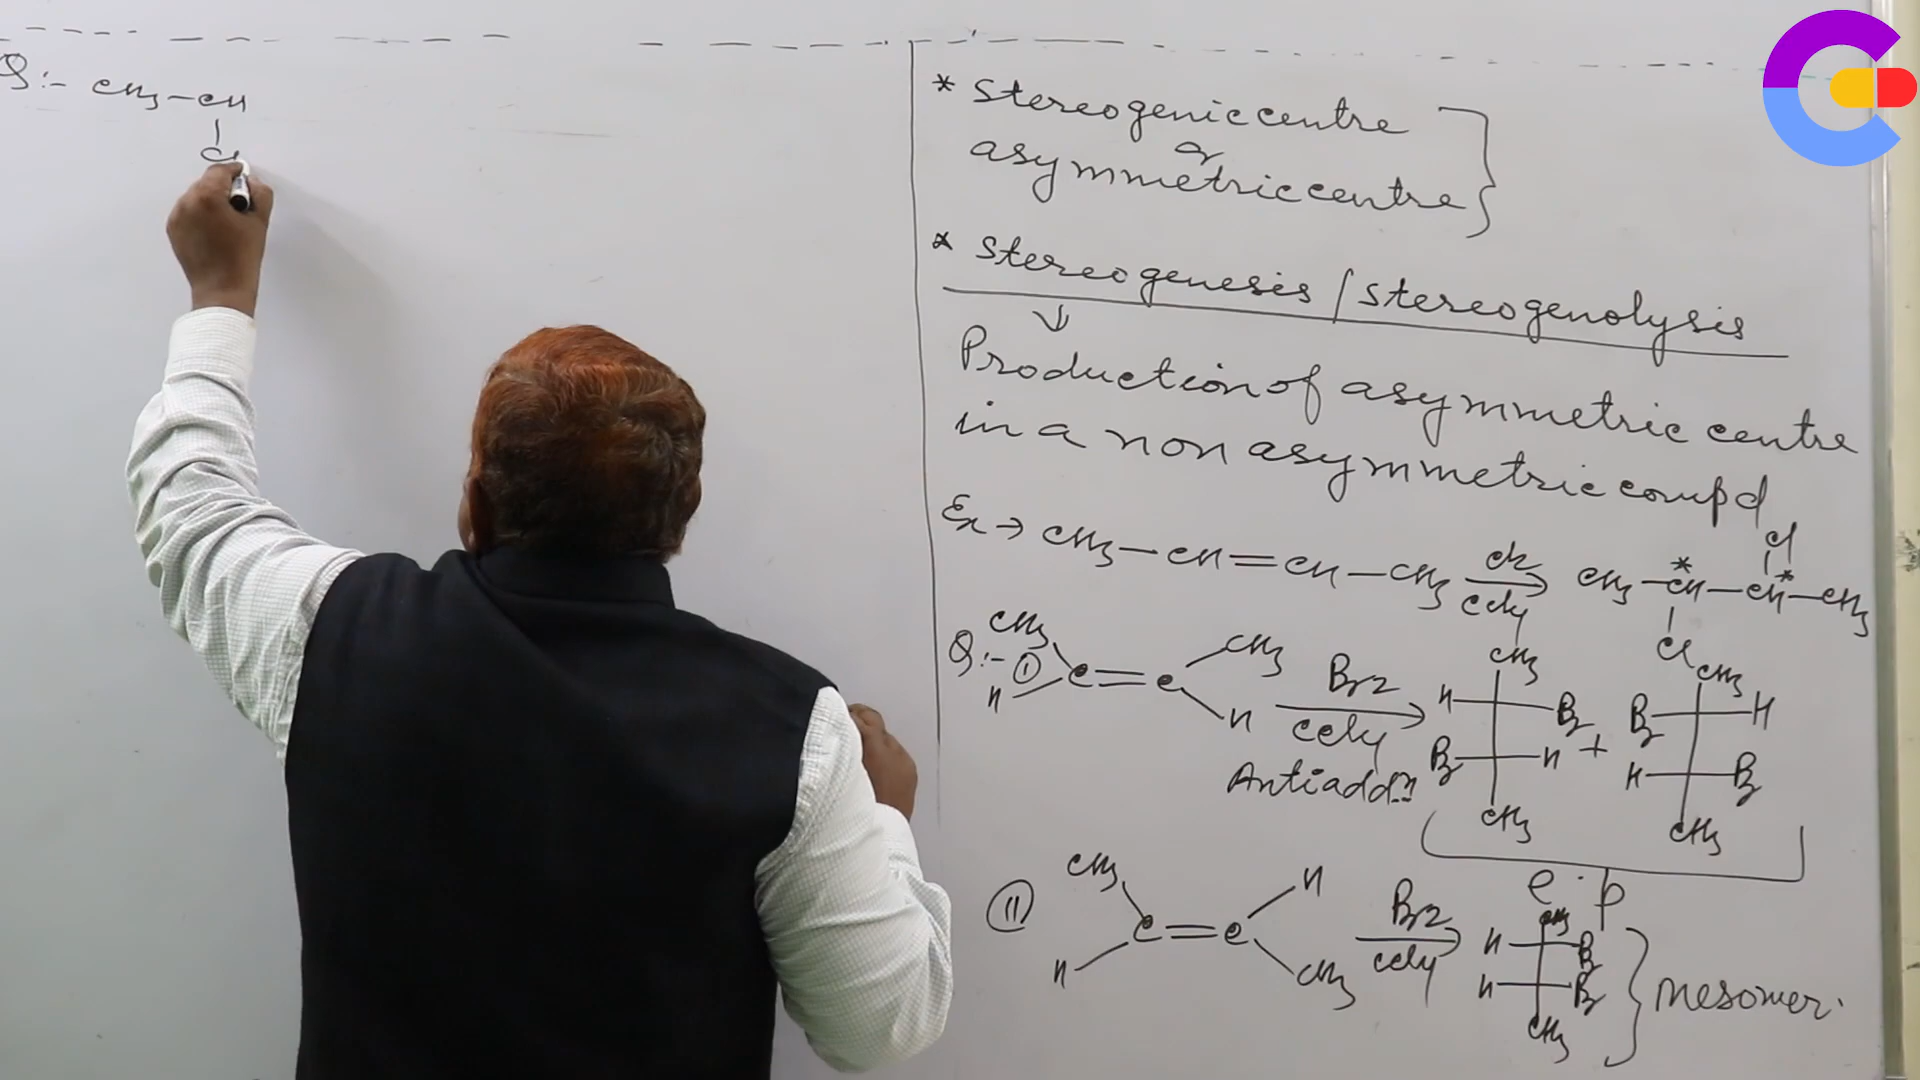 Q:- CH3-CH
|
Cl
* Stereogenic centre
or
asymmetric centre
* Stereogenesis / Stereogenolysis
Production of asymmetric centre
in a non asymmetric compd
Ex → CH3-CH=CH-CH3 Cl2 CCl4 CH3-*CH-CH*-CH3
Cl
Cl
Q:- I CH3 H C=C CH3 H Br2 CCl4
Antiaddn
CH3 H Br Br H CH3 + CH3 Br H H Br CH3
e.p
II CH3 H C=C H CH3 Br2 CCl4 CH3 H Br H Br CH3 } mesomer.